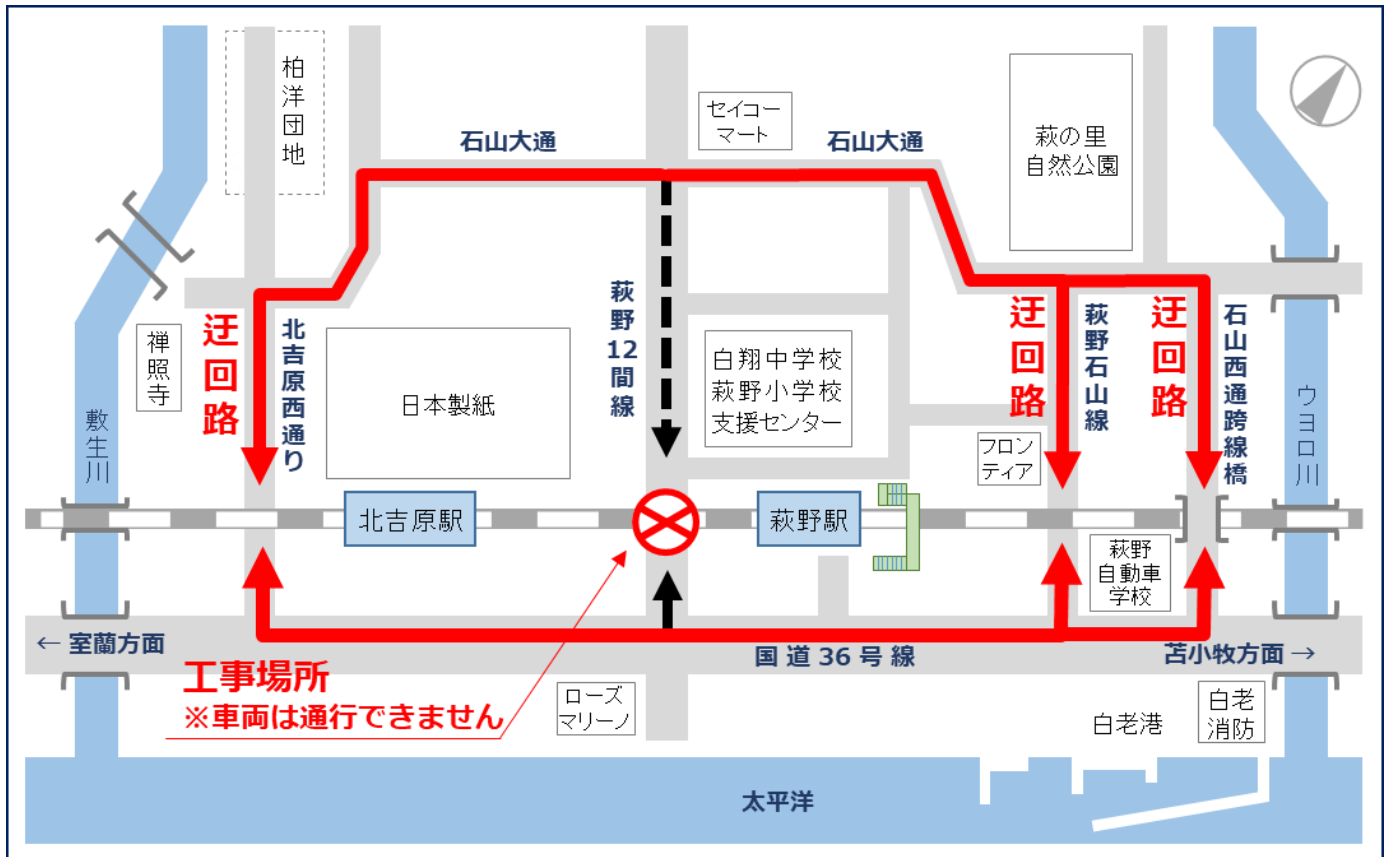 柏洋団地
石山大通
セイコー
マート
石山大通
萩の里
自然公園
禅照寺
敷生川
迂回路
北吉原西通り
日本製紙
萩野12間線
白翔中学校
萩野小学校
支援センター
迂回路
萩野石山線
迂回路
石山西通跨線橋
ウヨロ川
フロン
ティア
北吉原駅
萩野駅
萩野
自動車
学校
← 室蘭方面
国道36号線
苫小牧方面 →
工事場所
※車両は通行できません
ローズ
マリーノ
白老港
白老
消防
太平洋